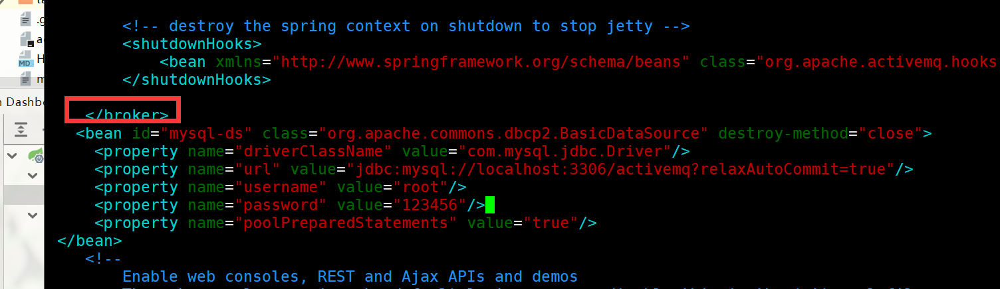 <!-- destroy the spring context on shutdown to stop jetty -->
<shutdownHooks>
<bean xmlns="http://www.springframework.org/schema/beans" class="org.apache.activemq.hooks
</shutdownHooks>
</broker>
<bean id="mysql-ds" class="org.apache.commons.dbcp2.BasicDataSource" destroy-method="close">
<property name="driverClassName" value="com.mysql.jdbc.Driver"/>
<property name="url" value="jdbc:mysql://localhost:3306/activemq?relaxAutoCommit=true"/>
<property name="username" value="root"/>
<property name="password" value="123456"/>
<property name="poolPreparedStatements" value="true"/>
</bean>
<!--
Enable web consoles, REST and Ajax APIs and demos
MD